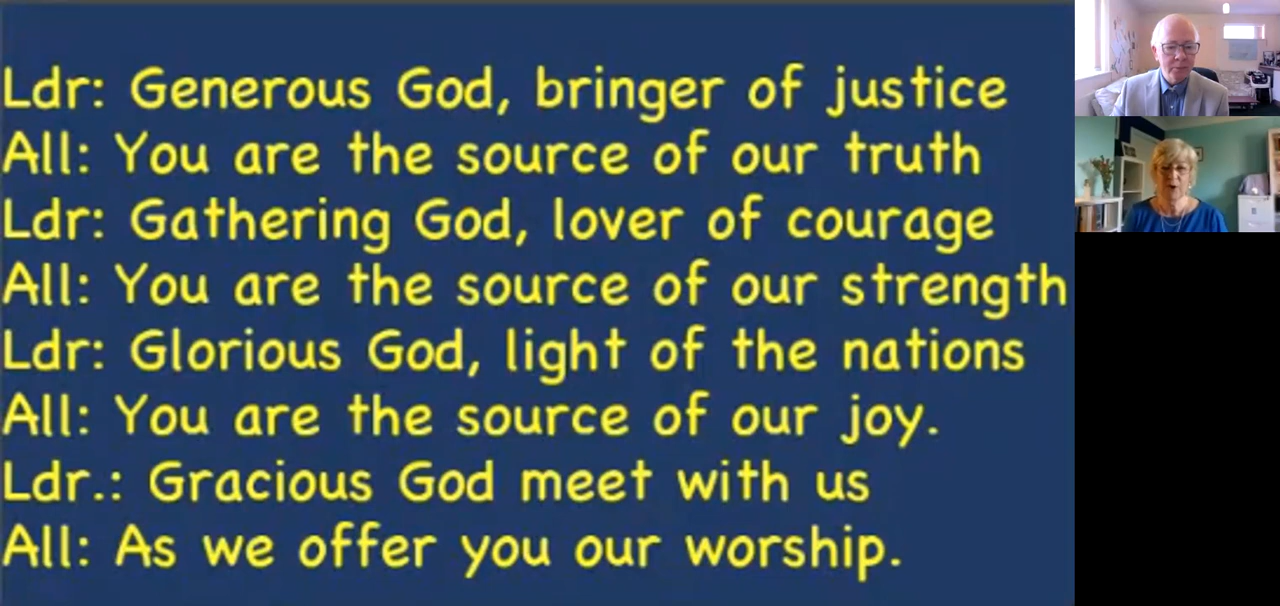 Ldr: Generous God, bringer of justice
All: You are the source of our truth
Ldr: Gathering God, lover of courage
All: You are the source of our strength
Ldr: Glorious God, light of the nations
All: You are the source of our joy.
Ldr.: Gracious God meet with us
All: As we offer you our worship.